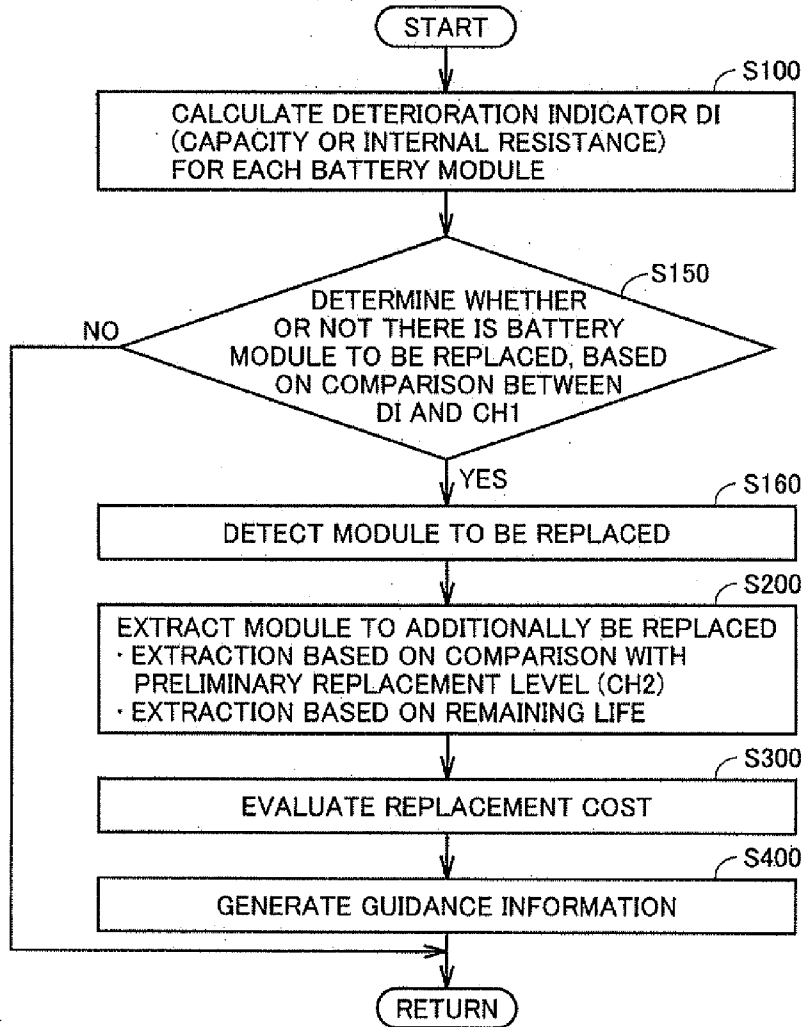 START
S100
CALCULATE DETERIORATION INDICATOR DI
(CAPACITY OR INTERNAL RESISTANCE)
FOR EACH BATTERY MODULE
S150
DETERMINE WHETHER
OR NOT THERE IS BATTERY
MODULE TO BE REPLACED, BASED
ON COMPARISON BETWEEN
DI AND CH1
NO
YES
S160
DETECT MODULE TO BE REPLACED
S200
EXTRACT MODULE TO ADDITIONALLY BE REPLACED
· EXTRACTION BASED ON COMPARISON WITH
PRELIMINARY REPLACEMENT LEVEL (CH2)
· EXTRACTION BASED ON REMAINING LIFE
S300
EVALUATE REPLACEMENT COST
S400
GENERATE GUIDANCE INFORMATION
RETURN